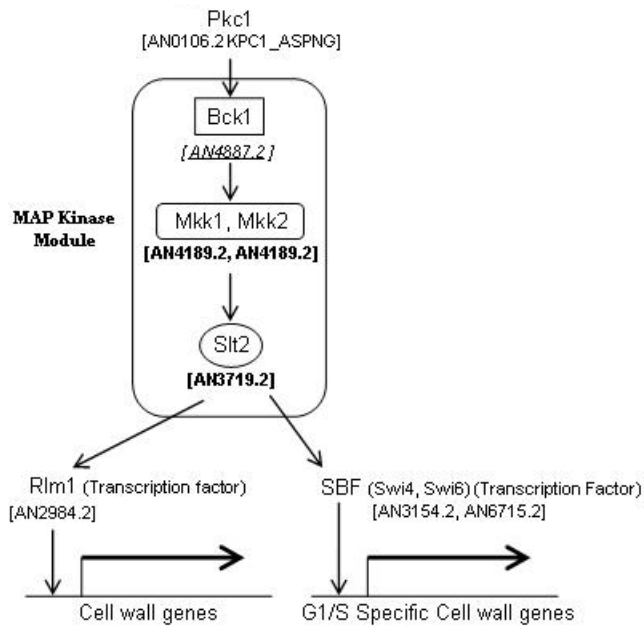 Pkc1
[AN0106.2 KPC1_ASPNG]
Bck1
[AN4887.2]
MAP Kinase
Module
Mkk1, Mkk2
[AN4189.2, AN4189.2]
Slt2
[AN3719.2]
Rlm1 (Transcription factor)
[AN2984.2]
SBF (Swi4, Swi6) (Transcription Factor)
[AN3154.2, AN6715.2]
Cell wall genes
G1/S Specific Cell wall genes